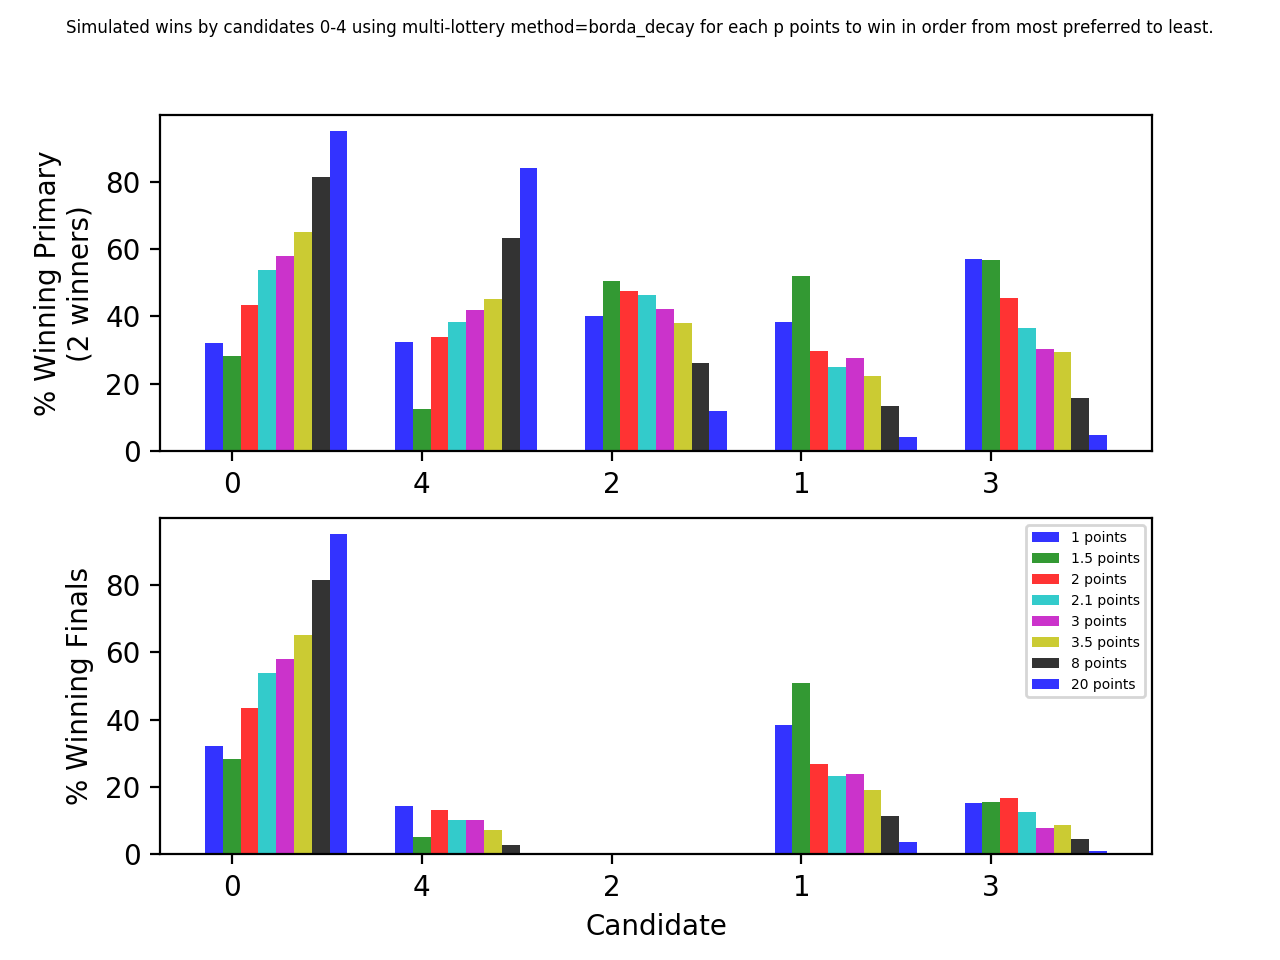 Simulated wins by candidates 0-4 using multi-lottery method=borda_decay for each p points to win in order from most preferred to least.
% Winning Primary
(2 winners)
80
60
40
20
0
0 4 2 1 3
% Winning Finals
80
60
40
20
0
1 points
1.5 points
2 points
2.1 points
3 points
3.5 points
8 points
20 points
0 4 2 1 3
Candidate